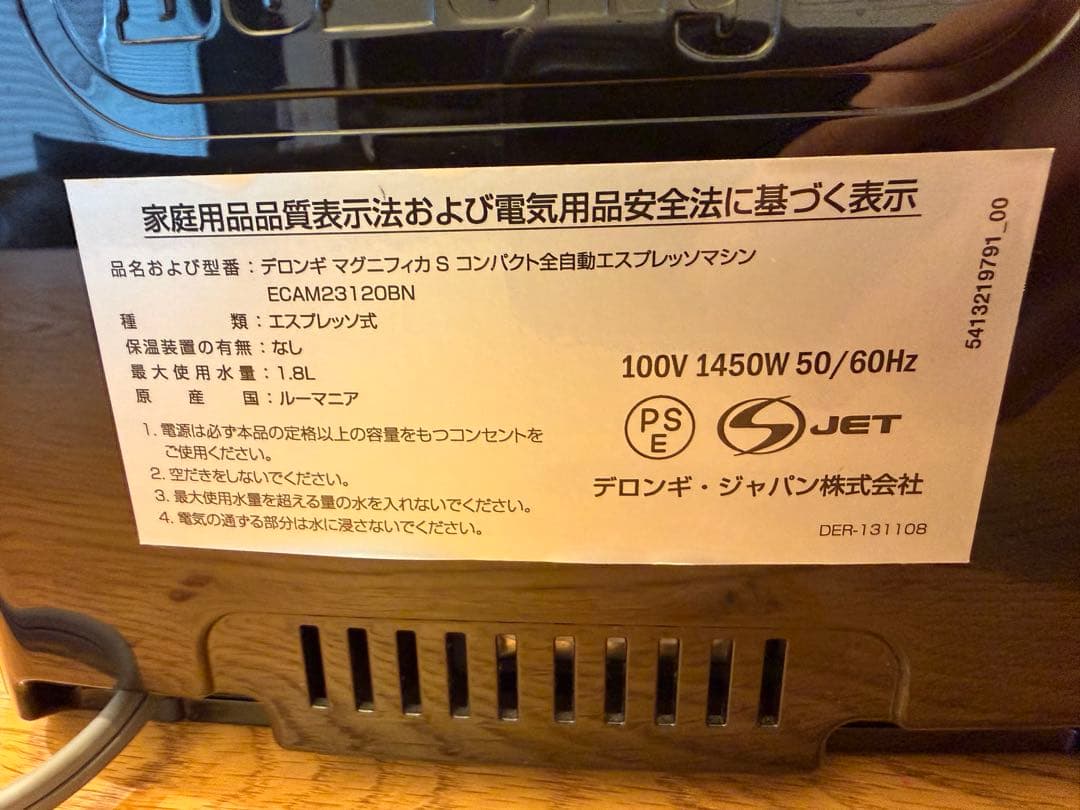 家庭用品品質表示法および電気用品安全法に基づく表示
品名および型番：デロンギ マグニフィカ S コンパクト全自動エスプレッソマシン
ECAM23120BN
種類：エスプレッソ式
保温装置の有無：なし
最大使用水量：1.8L
原産国：ルーマニア
1. 電源は必ず本品の定格以上の容量をもつコンセントを
ご使用ください。
2. 空だきをしないでください。
3. 最大使用水量を超える量の水を入れないでください。
4. 電気の通ずる部分は水に浸さないでください。
100V 1450W 50/60Hz
PS
E
JET
デロンギ・ジャパン株式会社
DER-131108
5413219791_00